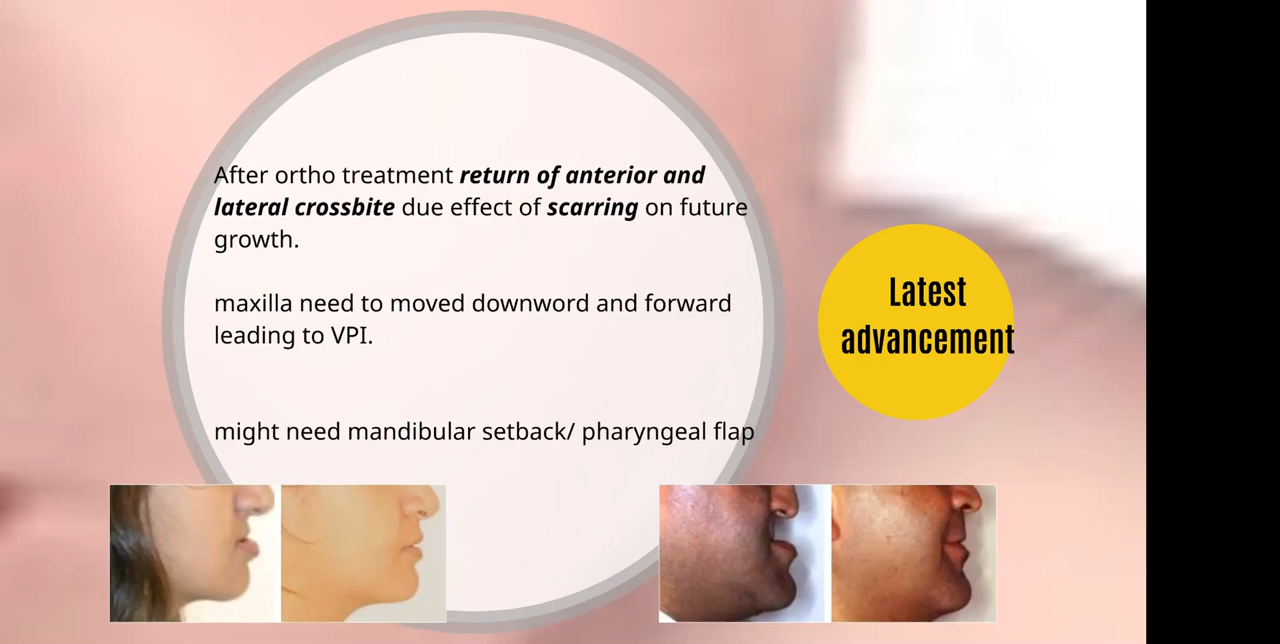 After ortho treatment return of anterior and
lateral crossbite due effect of scarring on future
growth.
maxilla need to moved downword and forward
leading to VPI.
might need mandibular setback/ pharyngeal flap
Latest
advancement